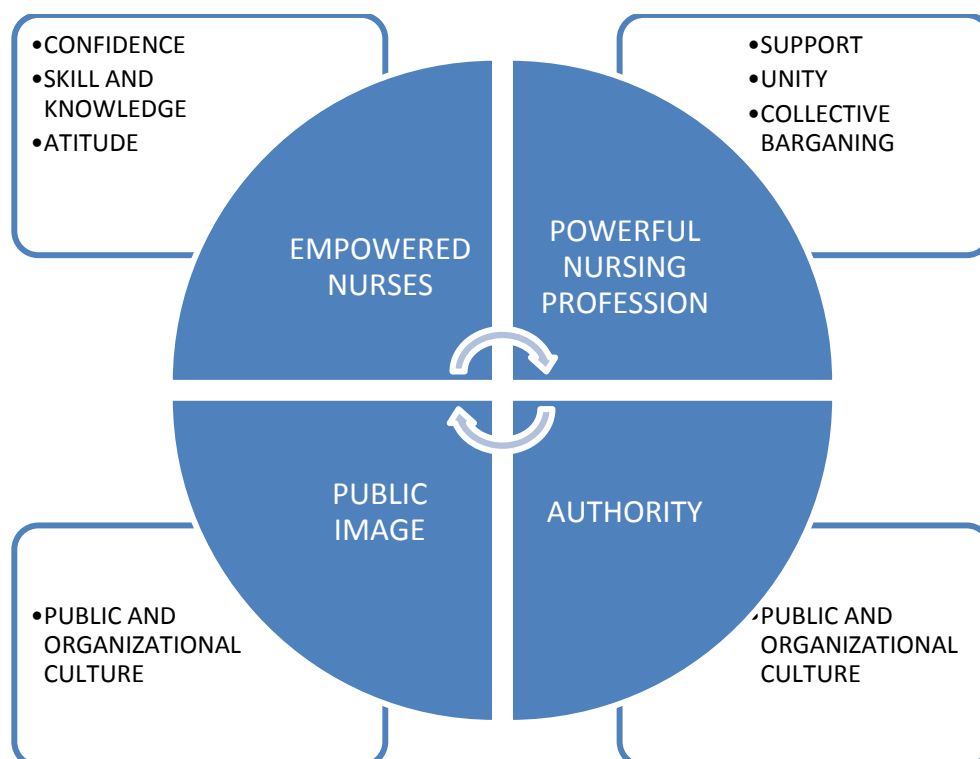 •CONFIDENCE
•SKILL AND
KNOWLEDGE
•ATITUDE
•SUPPORT
•UNITY
•COLLECTIVE
BARGANING
EMPOWERED
NURSES
POWERFUL
NURSING
PROFESSION
PUBLIC
IMAGE
AUTHORITY
•PUBLIC AND
ORGANIZATIONAL
CULTURE
•PUBLIC AND
ORGANIZATIONAL
CULTURE